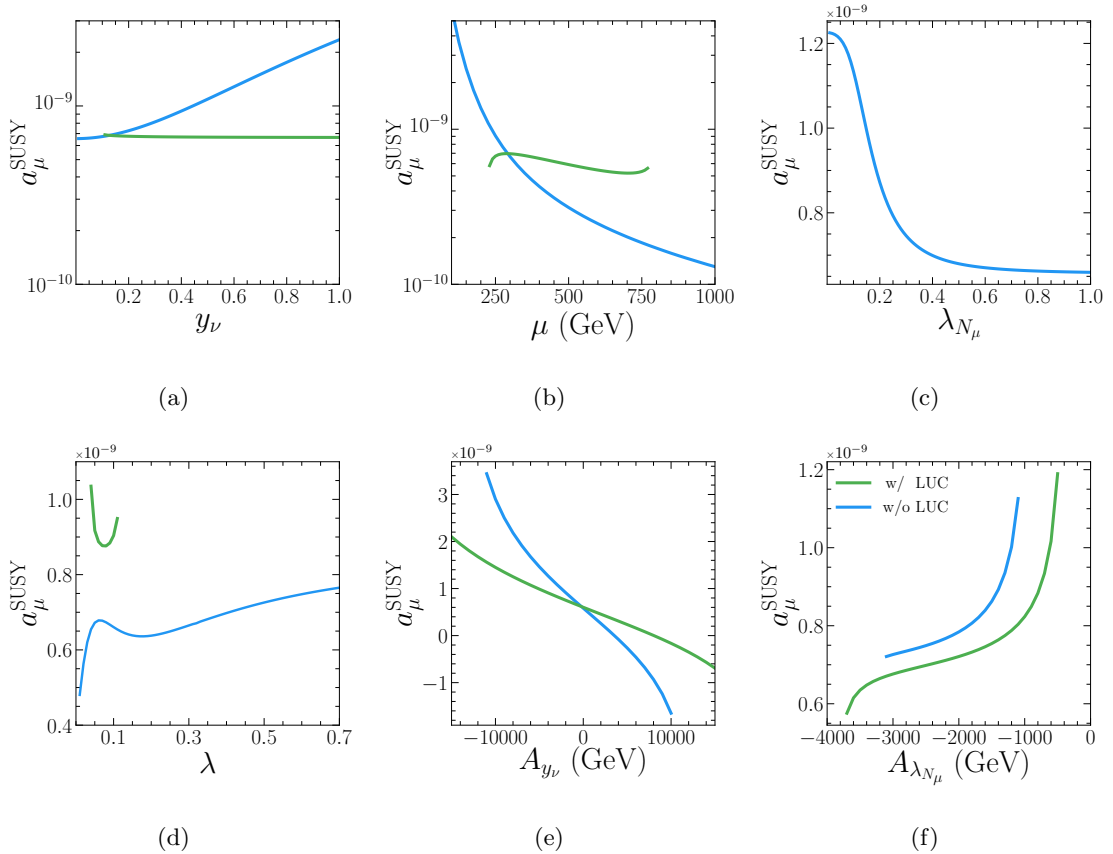 ×10⁻⁹
10⁻⁹
10⁻¹⁰
a_μ^SUSY
0.2 0.4 0.6 0.8 1.0
y_ν
(a)
10⁻⁹
10⁻¹⁰
a_μ^SUSY
250 500 750 1000
μ (GeV)
(b)
1.2
1.0
0.8
a_μ^SUSY
0.2 0.4 0.6 0.8 1.0
λ_{N_μ}
(c)
×10⁻⁹
1.0
0.8
0.6
0.4
a_μ^SUSY
0.1 0.3 0.5 0.7
λ
(d)
×10⁻⁹
3
2
1
0
−1
a_μ^SUSY
−10000 0 10000
A_{y_ν} (GeV)
(e)
×10⁻⁹
1.2
1.0
0.8
0.6
a_μ^SUSY
w/ LUC
w/o LUC
−4000 −3000 −2000 −1000 0
A_{λ_{N_μ}} (GeV)
(f)